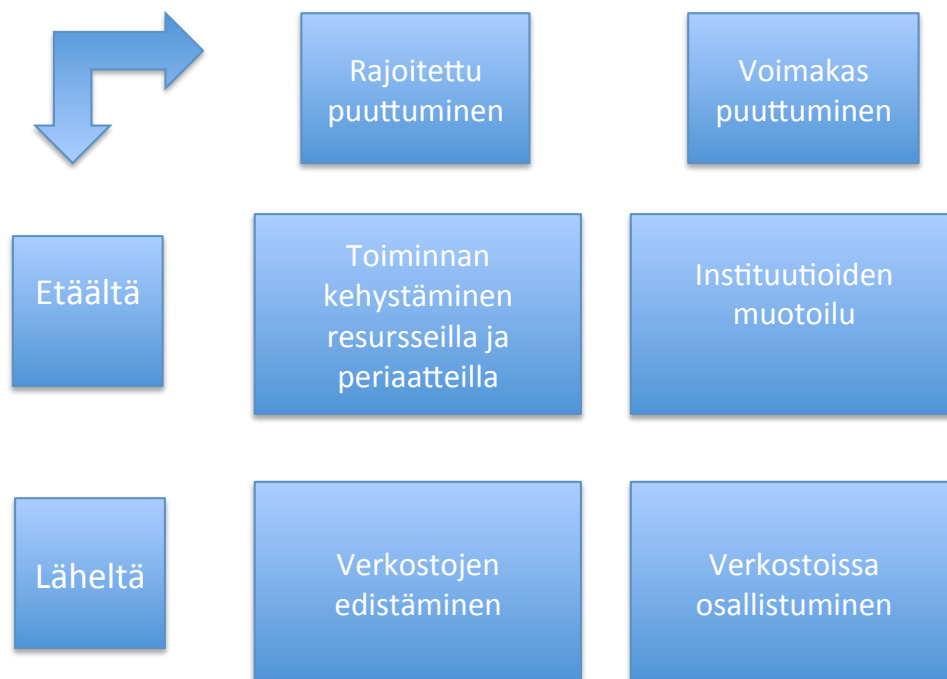 Rajoitettu
puuttuminen
Voimakas
puuttuminen
Etäältä
Toiminnan
kehystäminen
resursseilla ja
periaatteilla
Instituutioiden
muotoilu
Läheltä
Verkostojen
edistäminen
Verkostoissa
osallistuminen